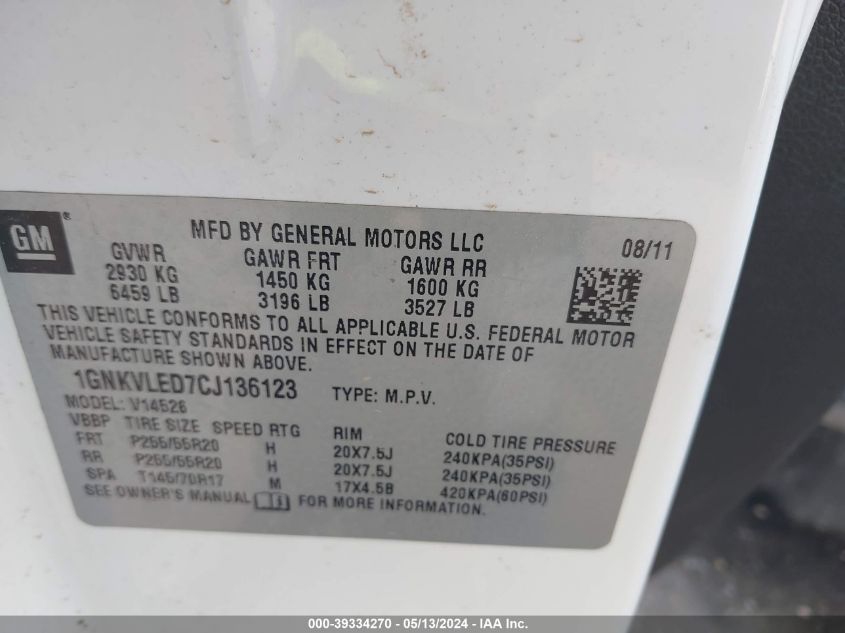 GM
MFD BY GENERAL MOTORS LLC 08/11
GVWR GAWR FRT GAWR RR
2930 KG 1450 KG 1600 KG
6459 LB 3196 LB 3527 LB
THIS VEHICLE CONFORMS TO ALL APPLICABLE U.S. FEDERAL MOTOR
VEHICLE SAFETY STANDARDS IN EFFECT ON THE DATE OF
MANUFACTURE SHOWN ABOVE.
1GNKVLED7CJ136123 TYPE: M.P.V.
MODEL: V14526
VBBP TIRE SIZE SPEED RTG RIM COLD TIRE PRESSURE
FRT P255/55R20 H 20X7.5J 240KPA(35PSI)
RR P255/55R20 H 20X7.5J 240KPA(35PSI)
SPA T145/70R17 M 17X4.5B 420KPA(60PSI)
SEE OWNER'S MANUAL FOR MORE INFORMATION.
000-39334270 - 05/13/2024 - IAA Inc.